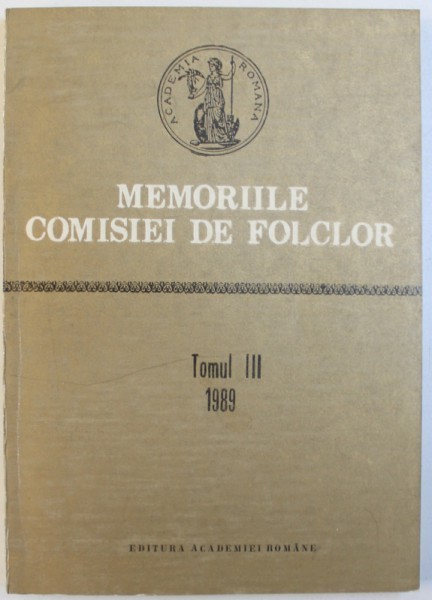 ACADEMIA ROMANA
MEMORIILE
COMISIEI DE FOLCLOR
Tomul III
1989
EDITURA ACADEMIEI ROMÂNE